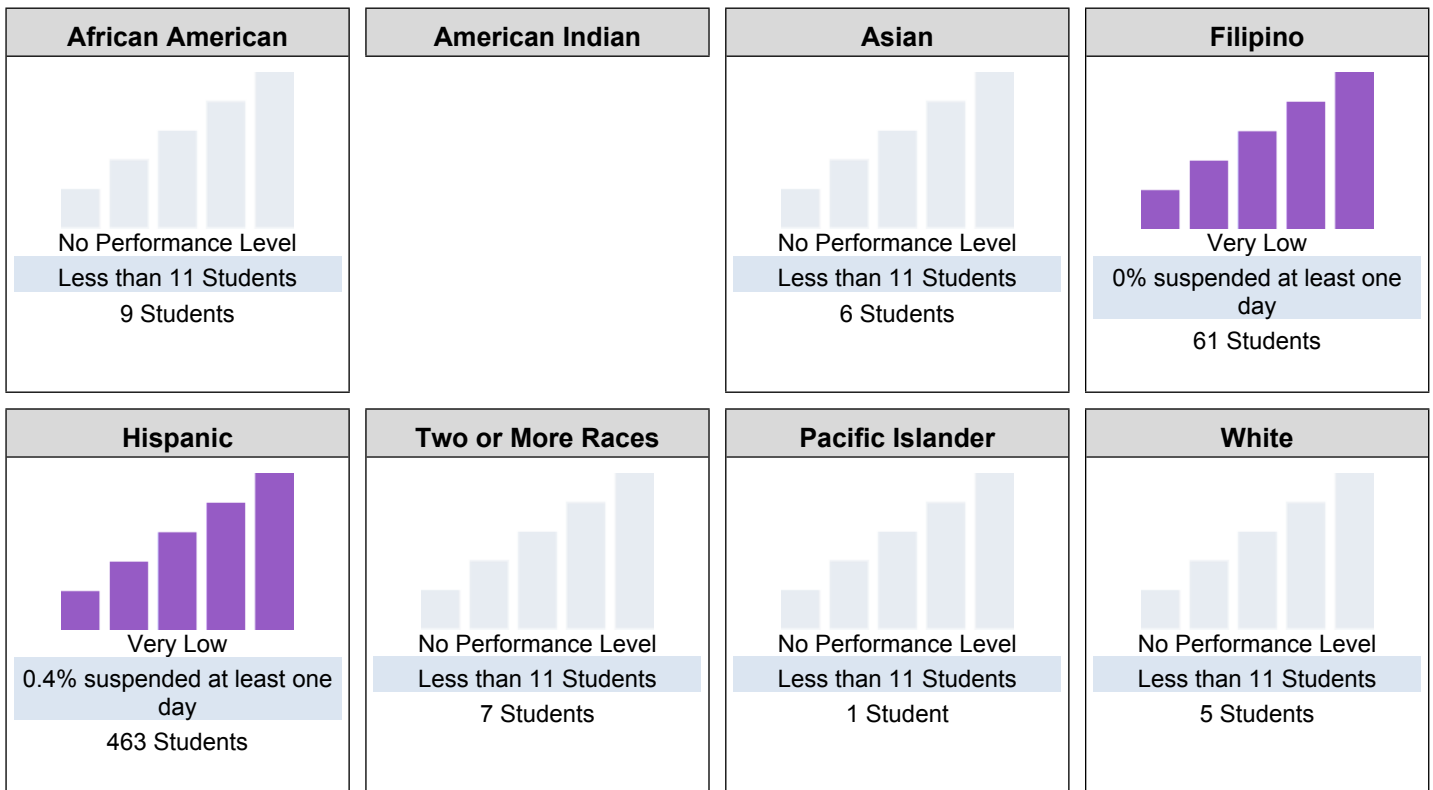 African American
American Indian
Asian
Filipino
No Performance Level
Less than 11 Students
9 Students
No Performance Level
Less than 11 Students
6 Students
Very Low
0% suspended at least one
day
61 Students
Hispanic
Two or More Races
Pacific Islander
White
Very Low
0.4% suspended at least one
day
463 Students
No Performance Level
Less than 11 Students
7 Students
No Performance Level
Less than 11 Students
1 Student
No Performance Level
Less than 11 Students
5 Students